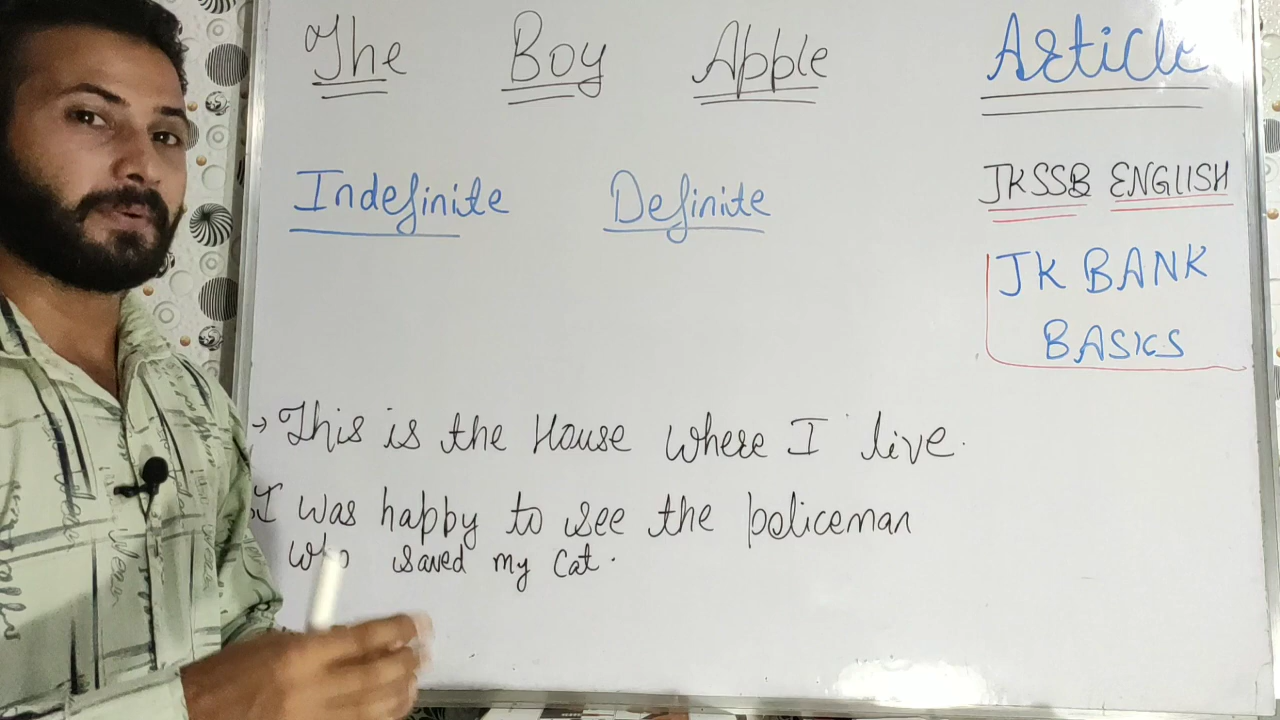 The Boy Apple Article
Indefinite Definite
JKSSB ENGLISH
JK BANK
BASICS
→ This is the House where I live.
I was happy to see the policeman
who saved my cat.